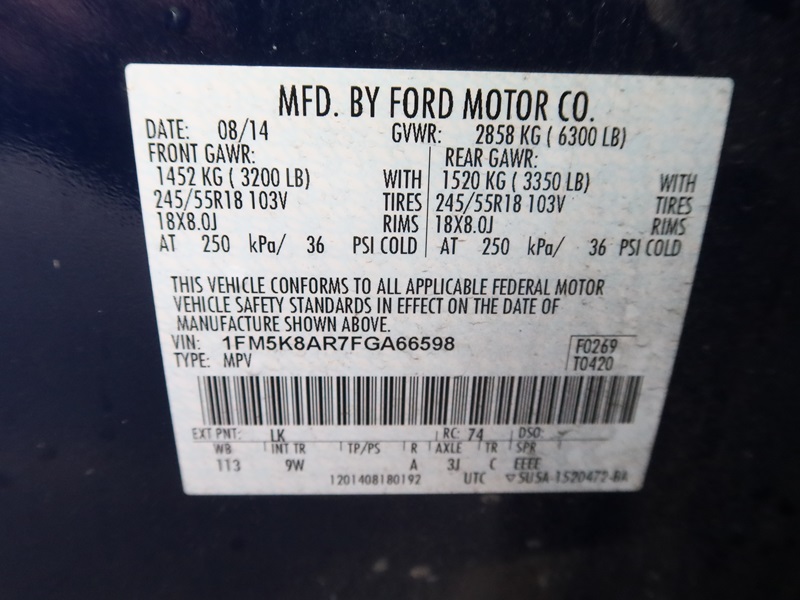 MFD. BY FORD MOTOR CO.
DATE: 08/14 GVWR: 2858 KG ( 6300 LB)
FRONT GAWR: REAR GAWR:
1452 KG ( 3200 LB) WITH 1520 KG ( 3350 LB) WITH
245/55R18 103V TIRES 245/55R18 103V TIRES
18X8.0J RIMS 18X8.0J RIMS
AT 250 kPa/ 36 PSI COLD AT 250 kPa/ 36 PSI COLD
THIS VEHICLE CONFORMS TO ALL APPLICABLE FEDERAL MOTOR
VEHICLE SAFETY STANDARDS IN EFFECT ON THE DATE OF
MANUFACTURE SHOWN ABOVE.
VIN: 1FM5K8AR7FGA66598 F0269
TYPE: MPV T0420
EXT PNT: LK RC: 74 DSO:
WB INT TR TP/PS R AXLE TR SPR
113 9W A 3J C EEEE
1201408180192 UTC ▽5U5A-1520472-BA